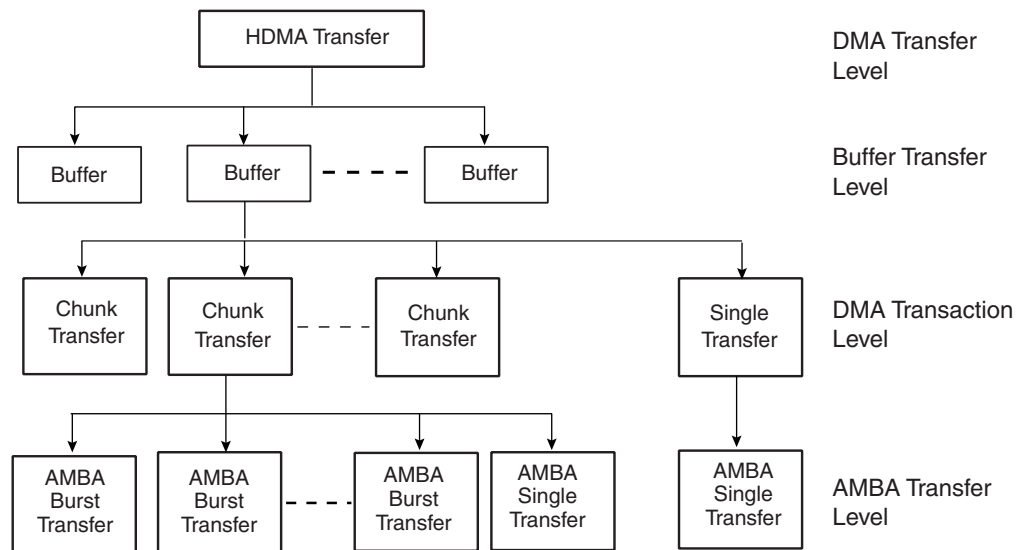 HDMA Transfer
DMA Transfer
Level
Buffer
Buffer
Buffer
Buffer Transfer
Level
Chunk
Transfer
Chunk
Transfer
Chunk
Transfer
Single
Transfer
DMA Transaction
Level
AMBA
Burst
Transfer
AMBA
Burst
Transfer
AMBA
Burst
Transfer
AMBA
Single
Transfer
AMBA
Single
Transfer
AMBA Transfer
Level